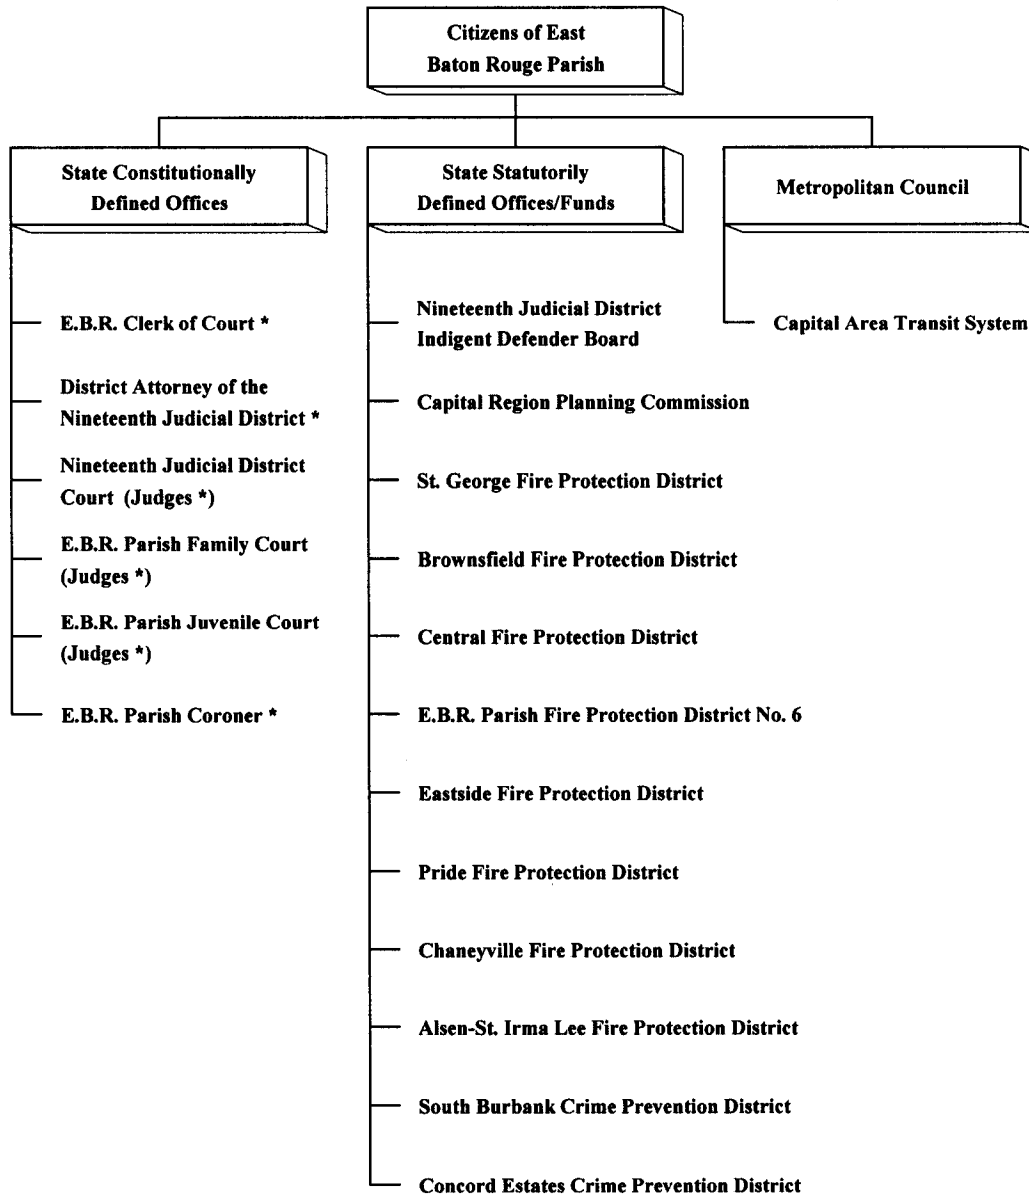 Citizens of East
Baton Rouge Parish
State Constitutionally
Defined Offices
State Statutorily
Defined Offices/Funds
Metropolitan Council
E.B.R. Clerk of Court *
District Attorney of the
Nineteenth Judicial District *
Nineteenth Judicial District
Court (Judges *)
E.B.R. Parish Family Court
(Judges *)
E.B.R. Parish Juvenile Court
(Judges *)
E.B.R. Parish Coroner *
Nineteenth Judicial District
Indigent Defender Board
Capital Region Planning Commission
St. George Fire Protection District
Brownsfield Fire Protection District
Central Fire Protection District
E.B.R. Parish Fire Protection District No. 6
Eastside Fire Protection District
Pride Fire Protection District
Chaneyville Fire Protection District
Alsen-St. Irma Lee Fire Protection District
South Burbank Crime Prevention District
Concord Estates Crime Prevention District
Capital Area Transit System